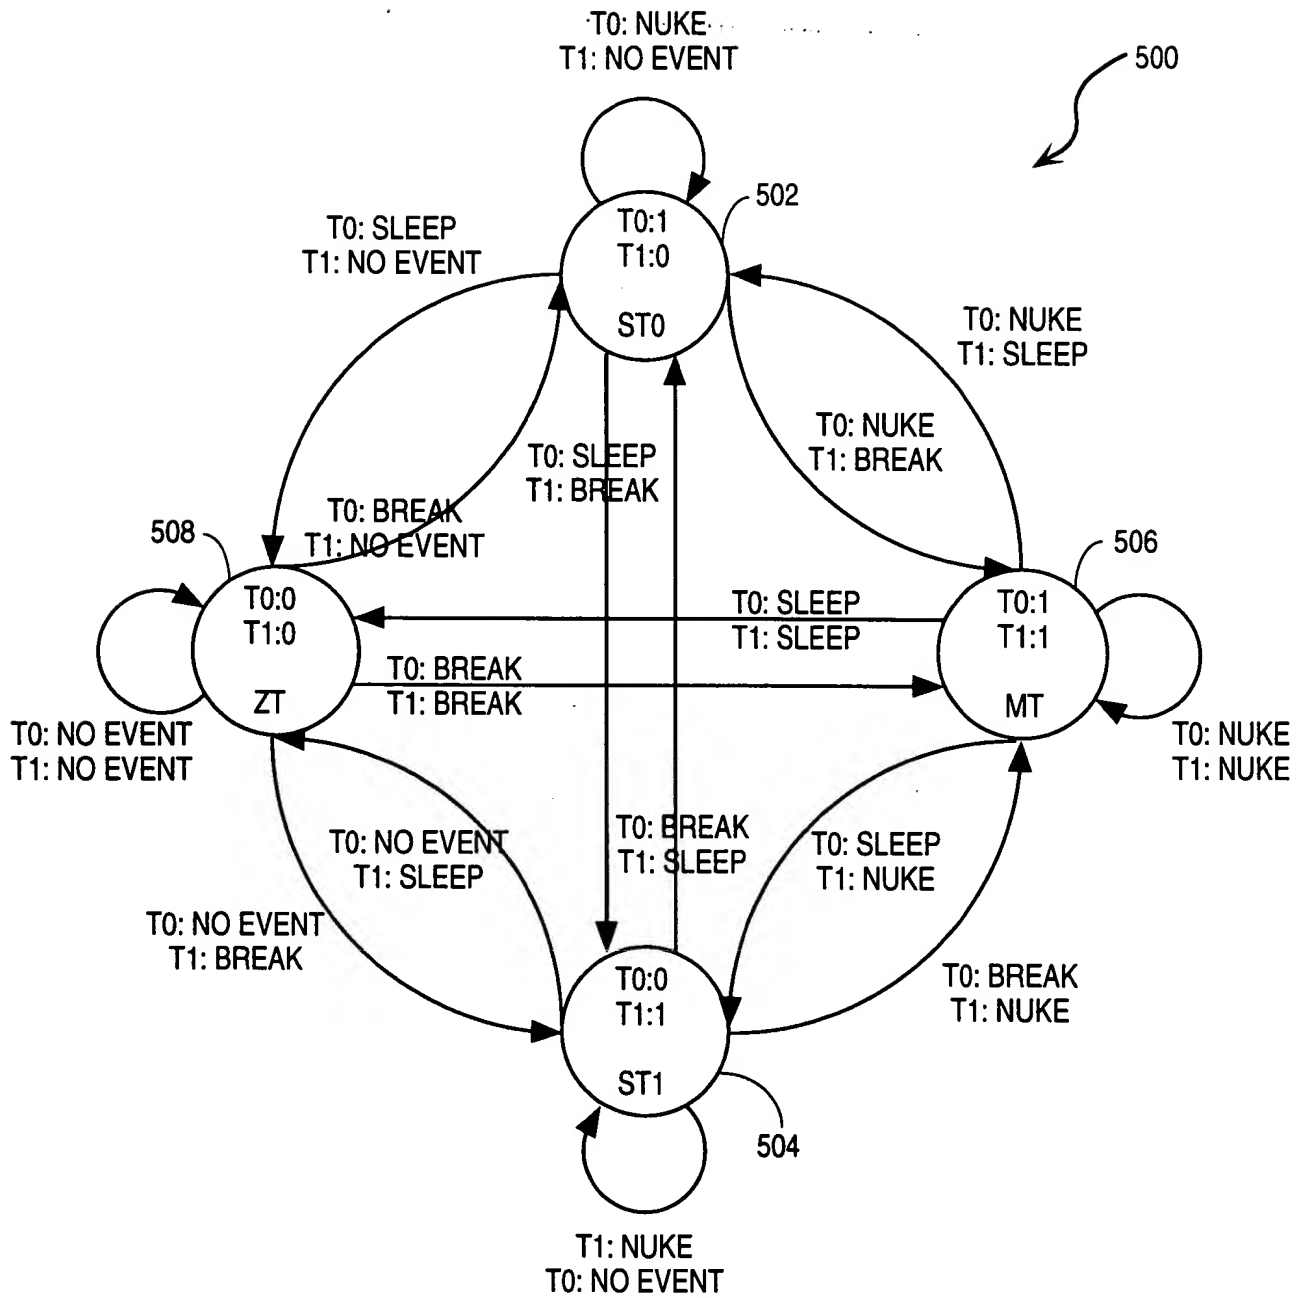 T0: NUKE
T1: NO EVENT
500
502
T0:1
T1:0
ST0
T0: SLEEP
T1: NO EVENT
T0: NUKE
T1: SLEEP
T0: NUKE
T1: BREAK
T0: SLEEP
T1: BREAK
T0: BREAK
T1: NO EVENT
508
506
T0:0
T1:0
ZT
T0: SLEEP
T1: SLEEP
T0:1
T1:1
MT
T0: BREAK
T1: BREAK
T0: NO EVENT
T1: NO EVENT
T0: NUKE
T1: NUKE
T0: NO EVENT
T1: SLEEP
T0: BREAK
T1: SLEEP
T0: SLEEP
T1: NUKE
T0: NO EVENT
T1: BREAK
T0: BREAK
T1: NUKE
T0:0
T1:1
ST1
504
T1: NUKE
T0: NO EVENT